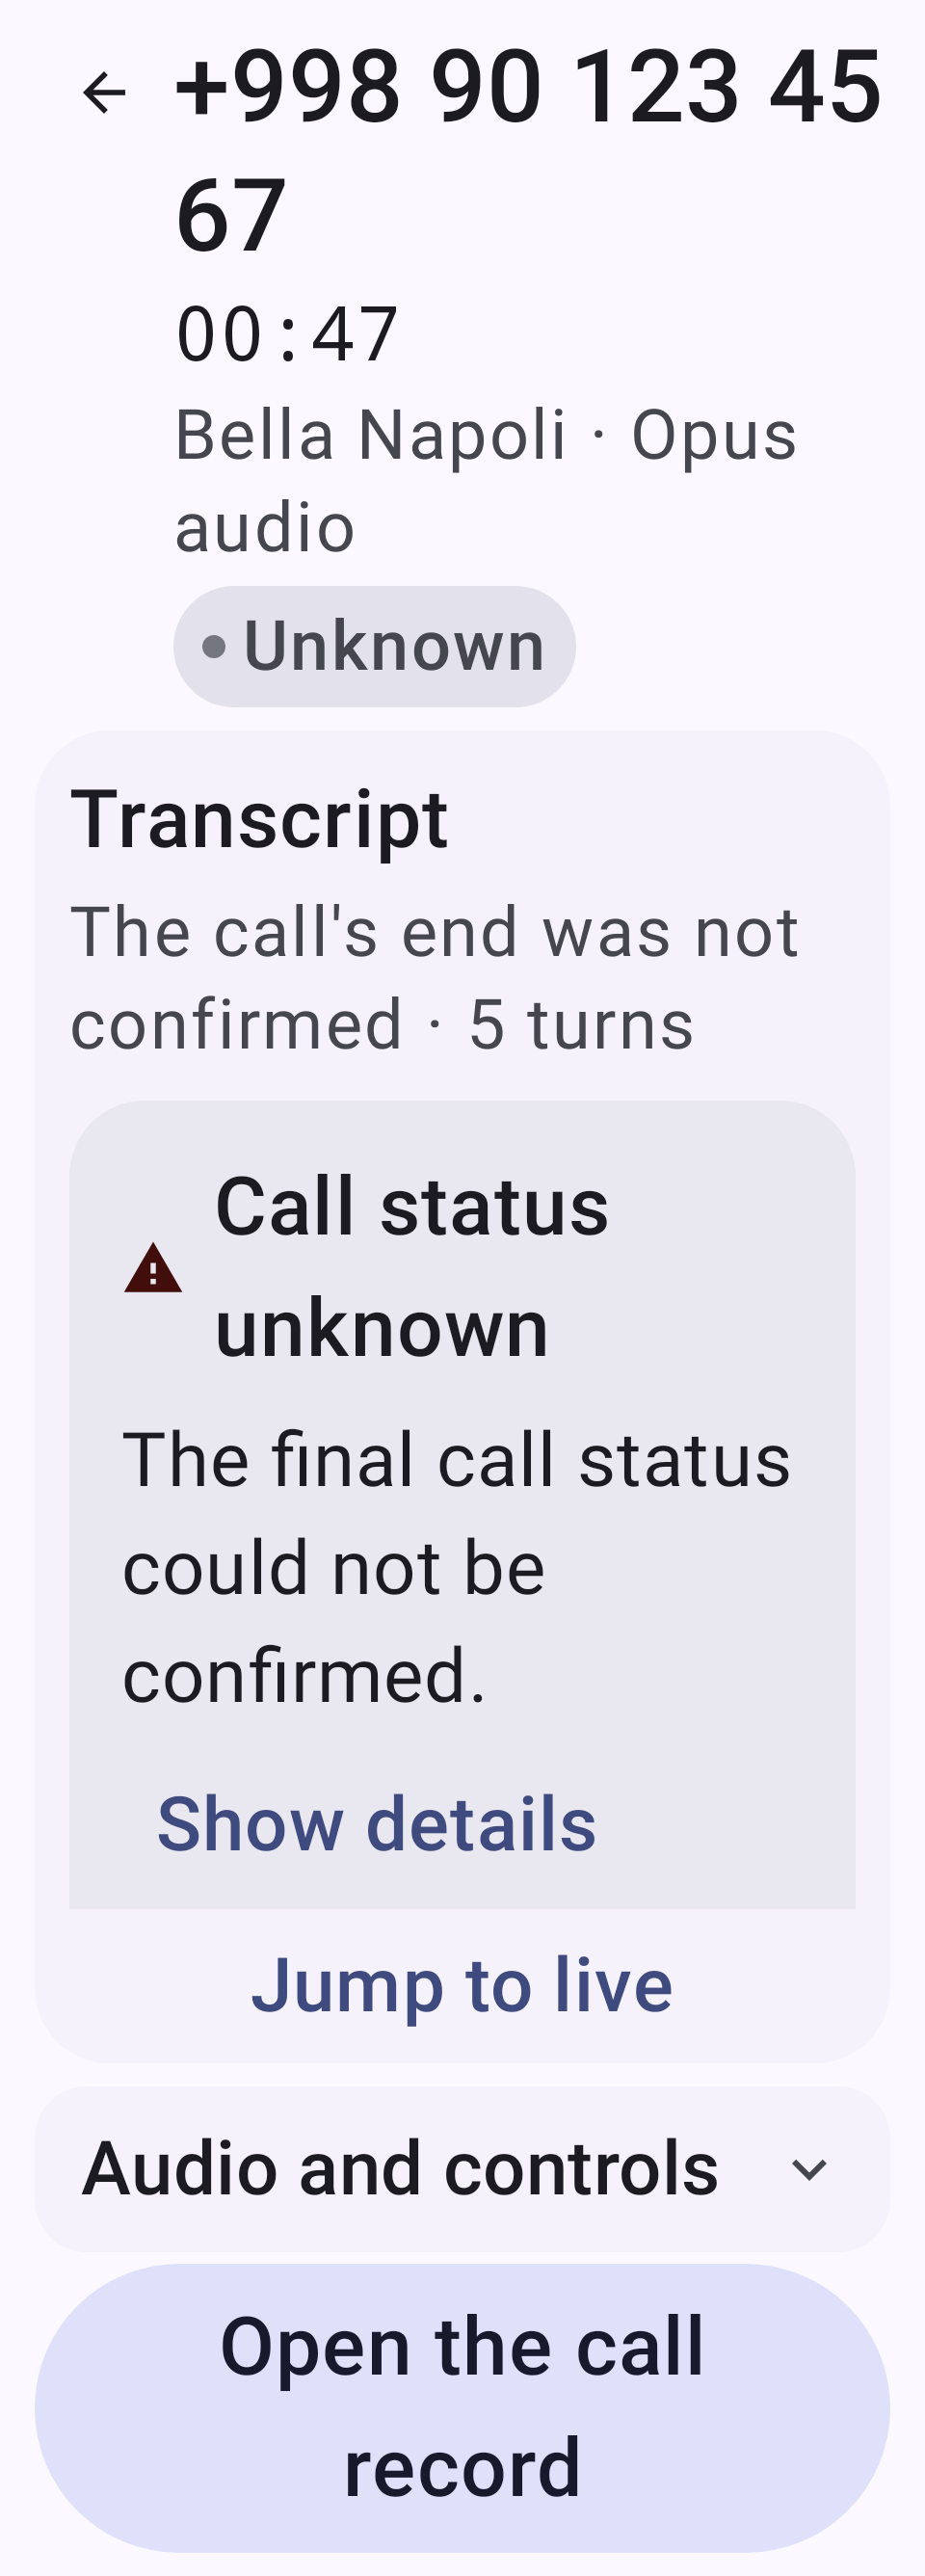 +998 90 123 45
67
00:47
Bella Napoli · Opus
audio
Unknown
Transcript
The call's end was not
confirmed · 5 turns
Call status
unknown
The final call status
could not be
confirmed.
Show details
Jump to live
Audio and controls
Open the call
record